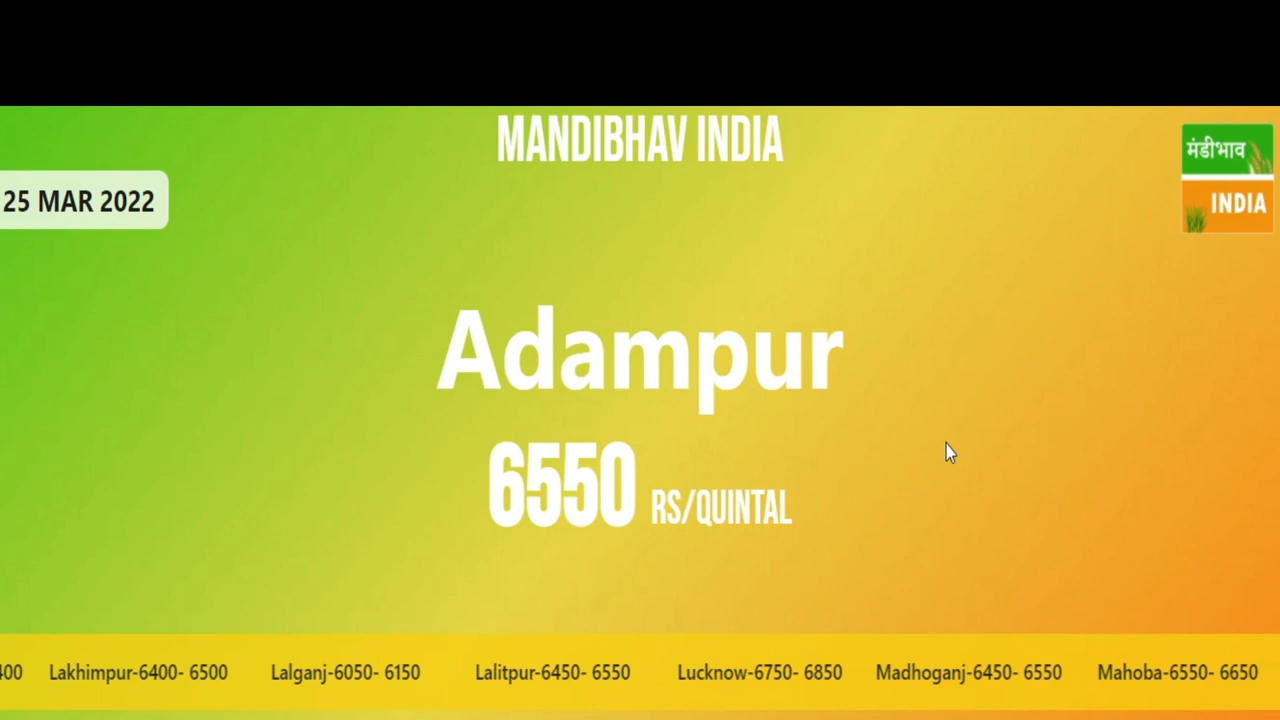 MANDIBHAV INDIA
मंडीभाव
INDIA
25 MAR 2022
Adampur
6550 RS/QUINTAL
400 Lakhimpur-6400- 6500 Lalganj-6050- 6150 Lalitpur-6450- 6550 Lucknow-6750- 6850 Madhoganj-6450- 6550 Mahoba-6550- 6650